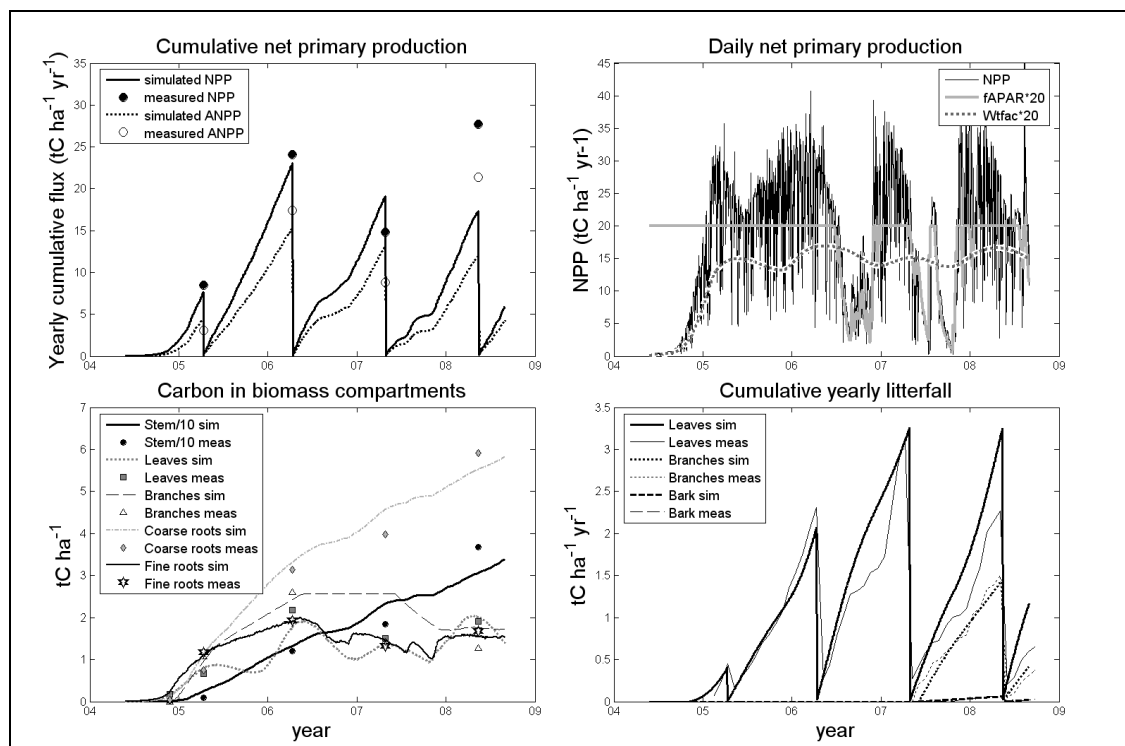 Cumulative net primary production
Yearly cumulative flux (tC ha⁻¹ yr⁻¹)
45
40
35
30
25
20
15
10
5
0
simulated NPP
measured NPP
simulated ANPP
measured ANPP
04 05 06 07 08 09
Daily net primary production
NPP (tC ha⁻¹ yr-1)
45
40
35
30
25
20
15
10
5
0
NPP
fAPAR*20
Wtfac*20
04 05 06 07 08 09
Carbon in biomass compartments
tC ha⁻¹
7
6
5
4
3
2
1
0
Stem/10 sim
Stem/10 meas
Leaves sim
Leaves meas
Branches sim
Branches meas
Coarse roots sim
Coarse roots meas
Fine roots sim
Fine roots meas
04 05 06 07 08 09
year
Cumulative yearly litterfall
tC ha⁻¹ yr⁻¹
3.5
3
2.5
2
1.5
1
0.5
0
Leaves sim
Leaves meas
Branches sim
Branches meas
Bark sim
Bark meas
04 05 06 07 08 09
year